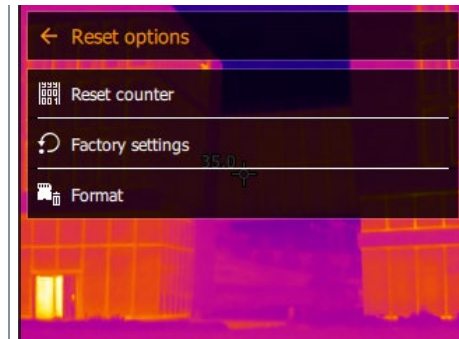 Reset options
Reset counter
Factory settings
35.0
Format